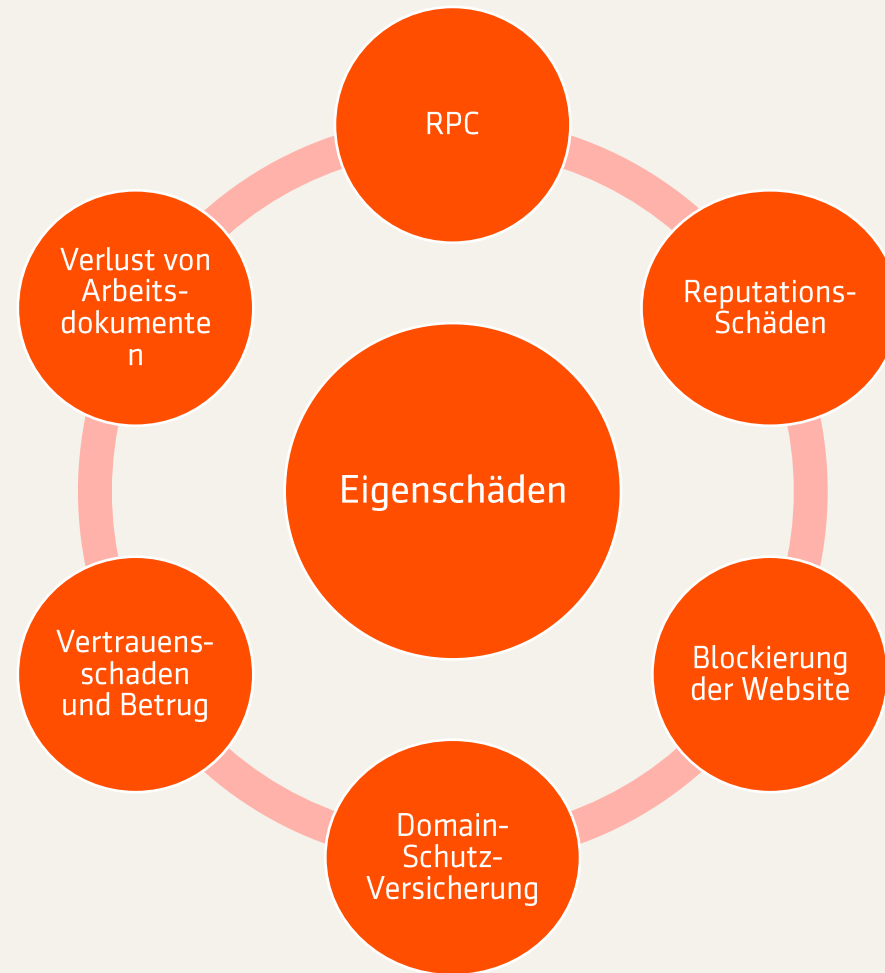 RPC
Reputations-
Schäden
Blockierung
der Website
Domain-
Schutz-
Versicherung
Vertrauens-
schaden
und Betrug
Verlust von
Arbeits-
dokumente
n
Eigenschäden